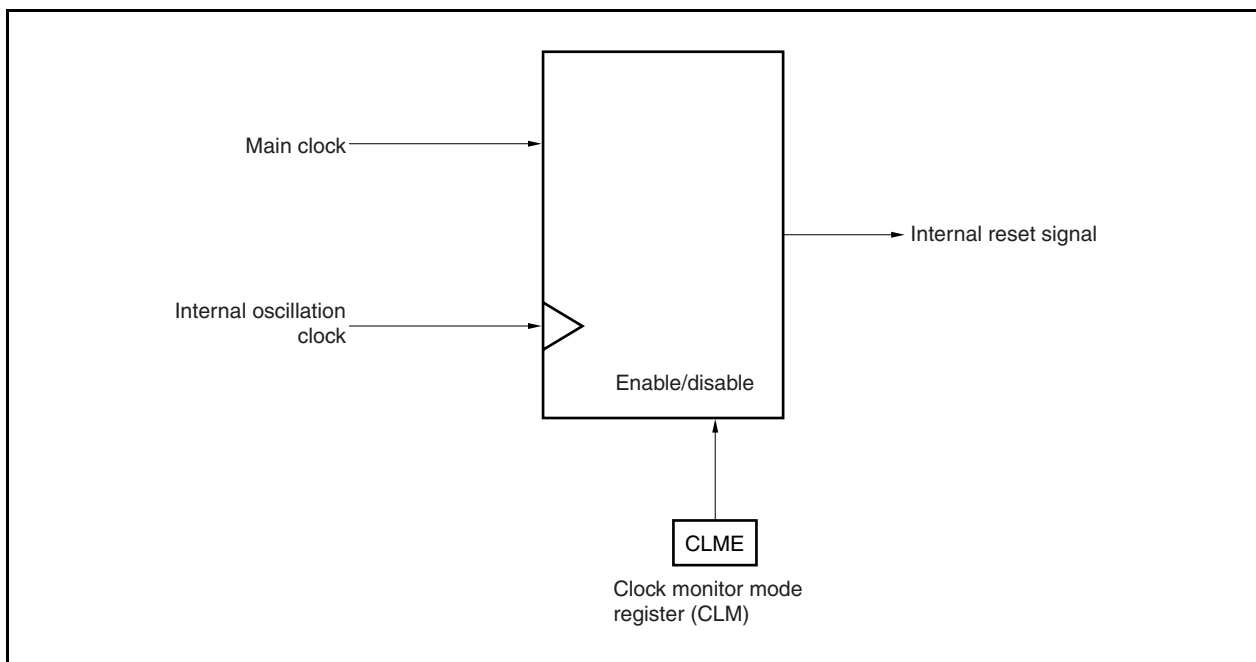 Main clock
Internal reset signal
Internal oscillation
clock
Enable/disable
CLME
Clock monitor mode
register (CLM)